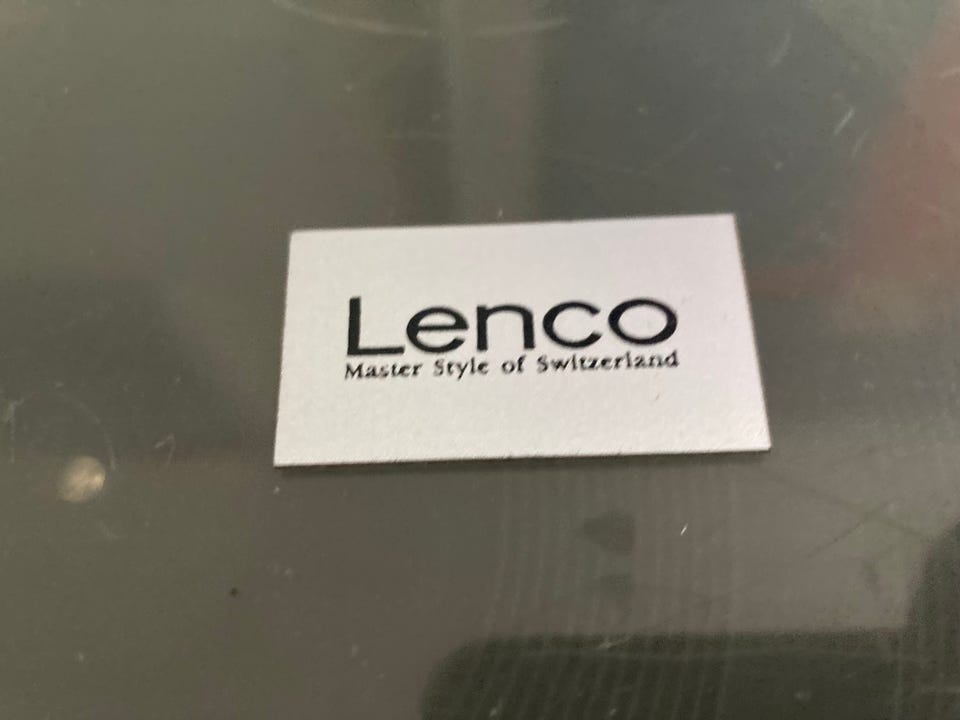 Lenco
Master Style of Switzerland